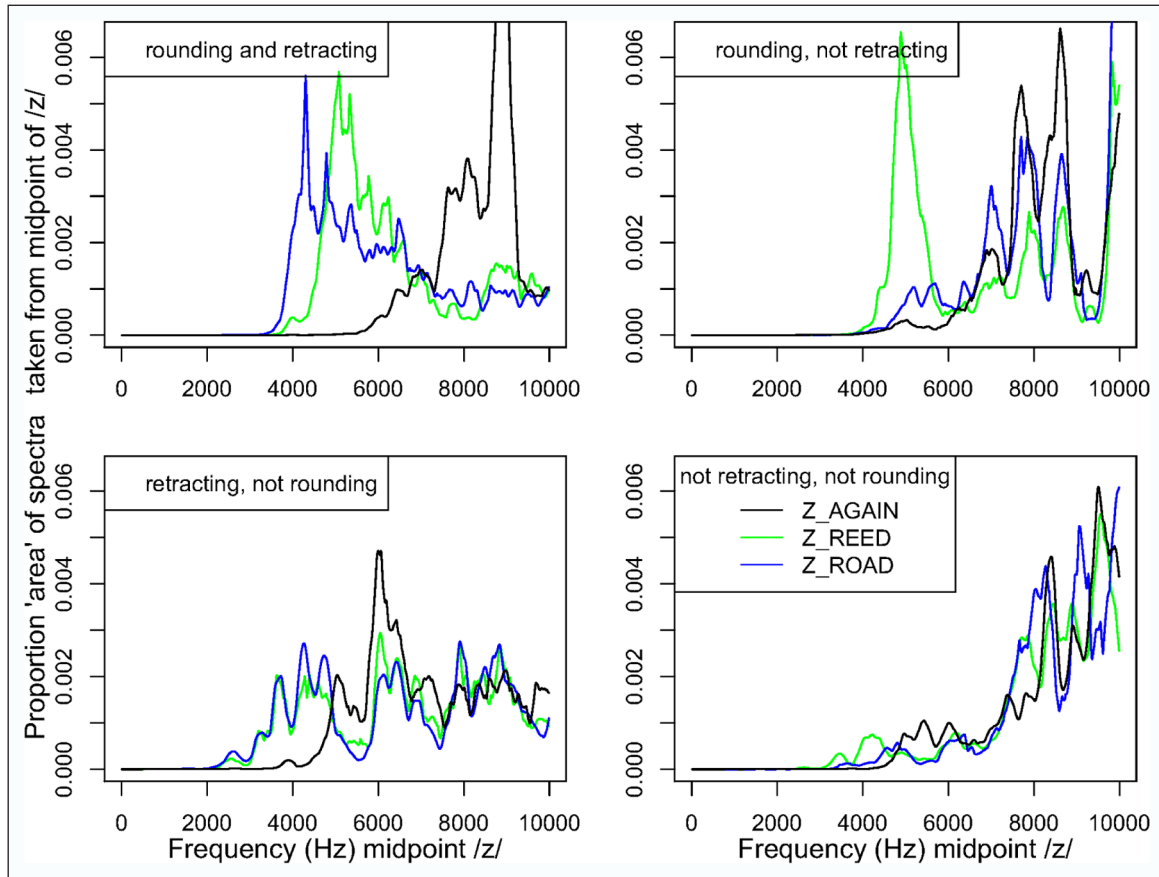 rounding and retracting
rounding, not retracting
0.000 0.002 0.004 0.006
0.000 0.002 0.004 0.006
0 2000 4000 6000 8000 10000
0 2000 4000 6000 8000 10000
Proportion 'area' of spectra taken from midpoint of /z/
retracting, not rounding
not retracting, not rounding
Z_AGAIN
Z_REED
Z_ROAD
0.000 0.002 0.004 0.006
0.000 0.002 0.004 0.006
0 2000 4000 6000 8000 10000
0 2000 4000 6000 8000 10000
Frequency (Hz) midpoint /z/
Frequency (Hz) midpoint /z/